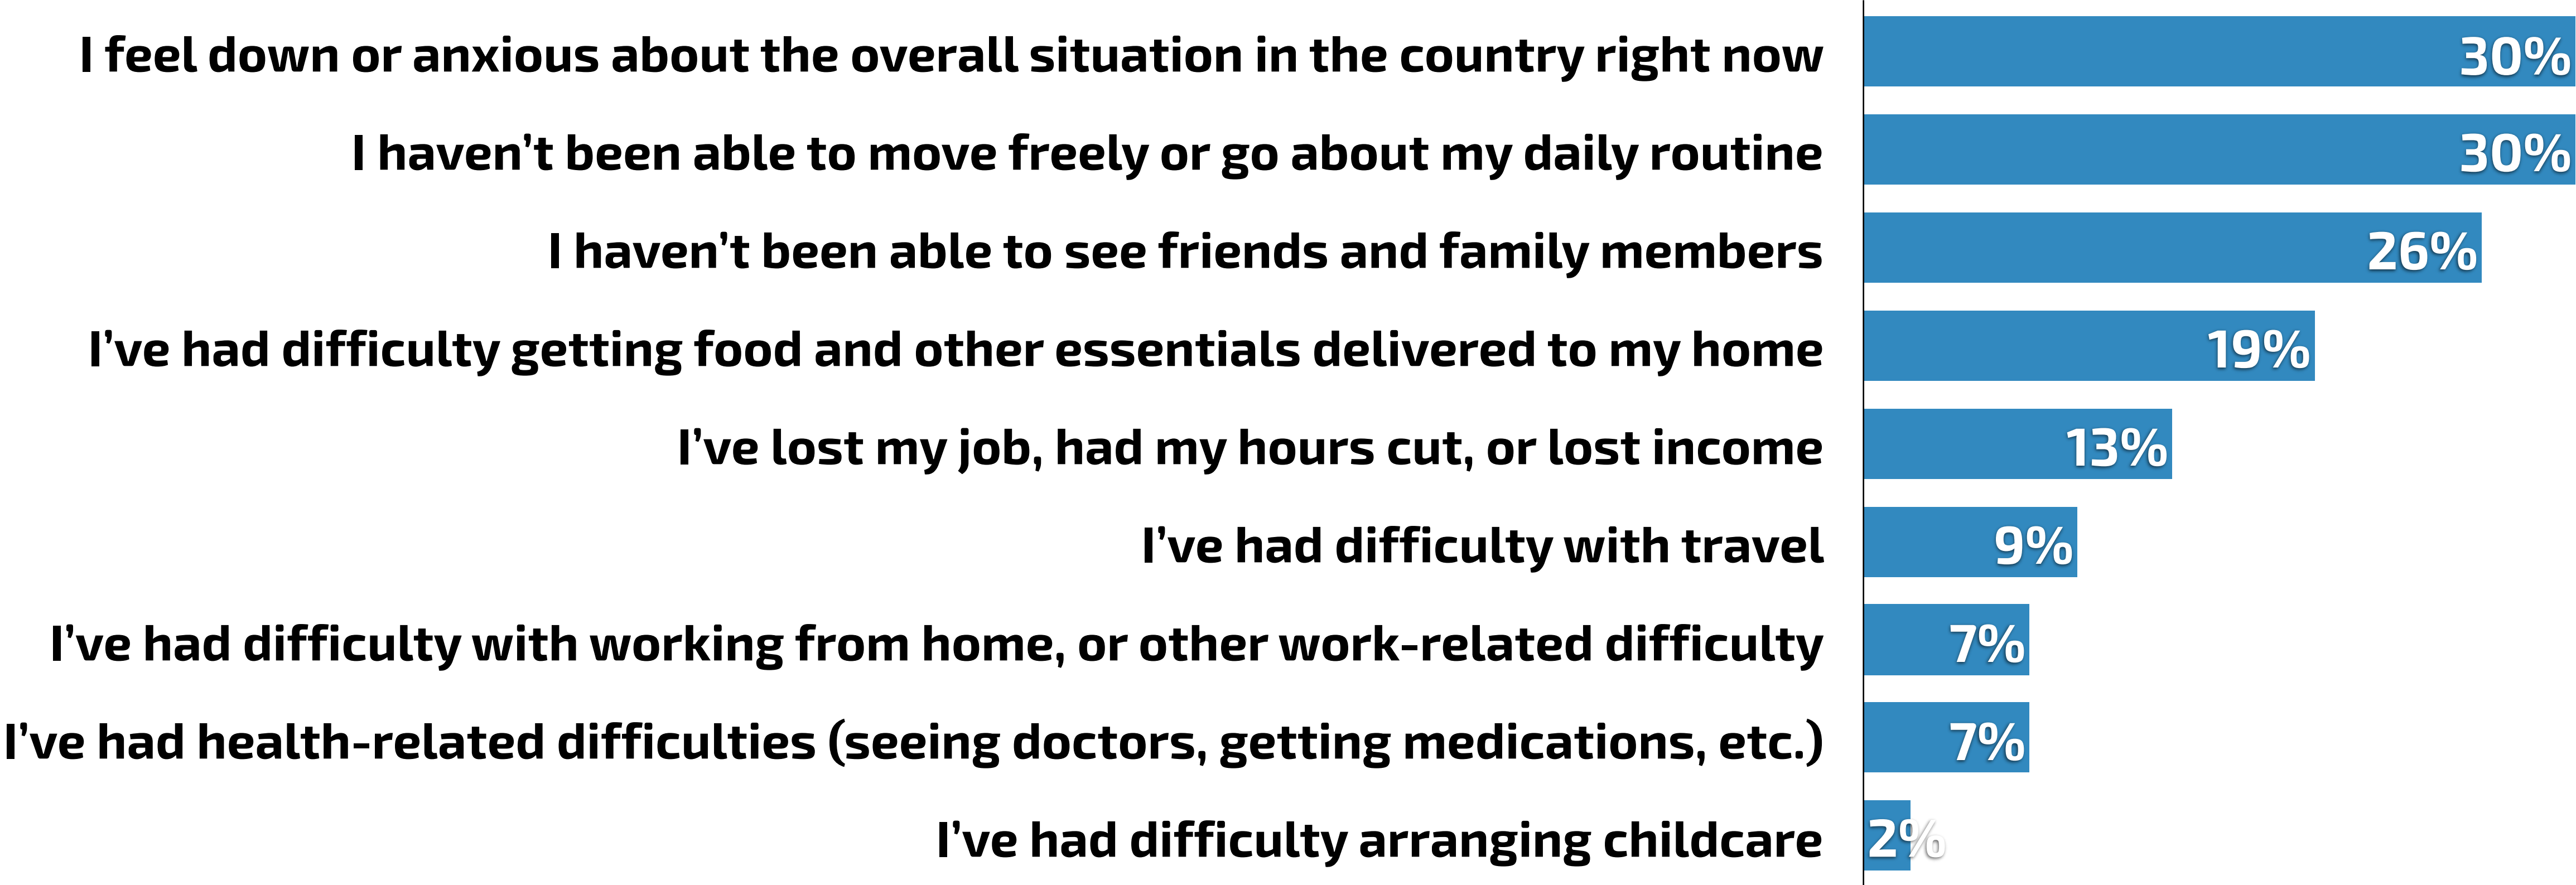 I feel down or anxious about the overall situation in the country right now 30%
I haven’t been able to move freely or go about my daily routine 30%
I haven’t been able to see friends and family members 26%
I’ve had difficulty getting food and other essentials delivered to my home 19%
I’ve lost my job, had my hours cut, or lost income 13%
I’ve had difficulty with travel 9%
I’ve had difficulty with working from home, or other work-related difficulty 7%
I’ve had health-related difficulties (seeing doctors, getting medications, etc.) 7%
I’ve had difficulty arranging childcare 2%